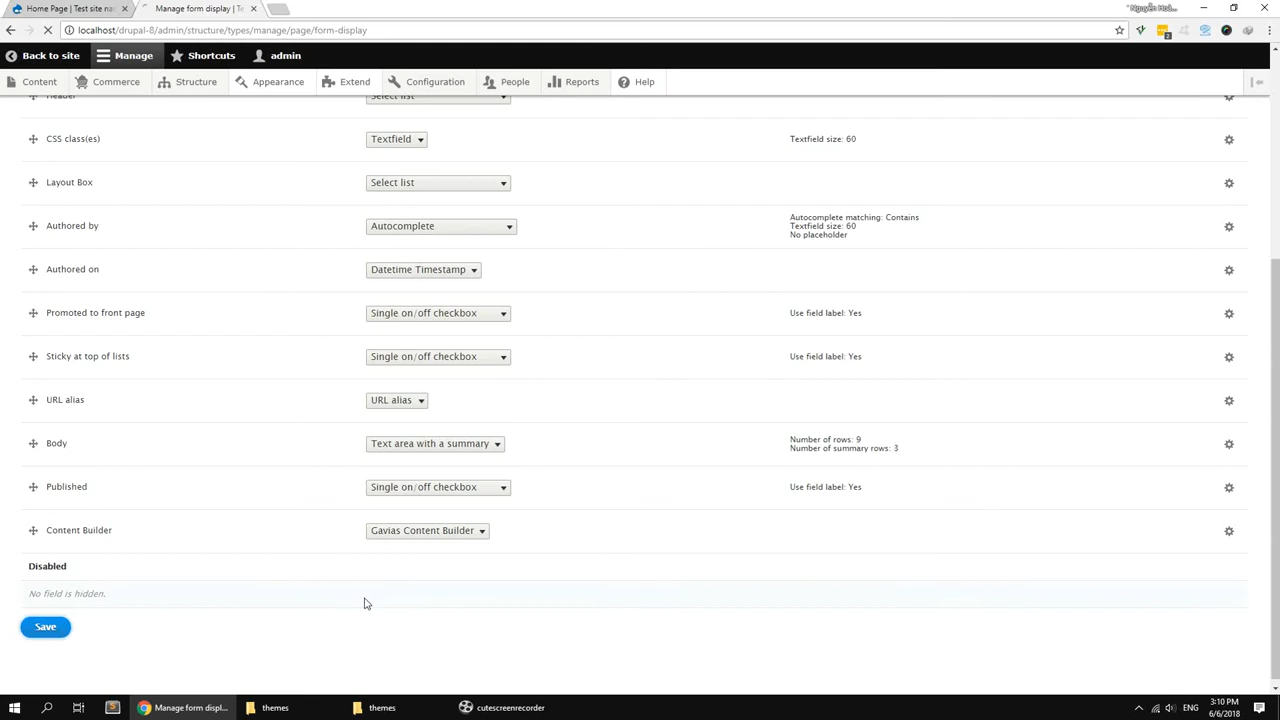 Home Page | Test site na
Manage form display | Te
localhost/drupal-8/admin/structure/types/manage/page/form-display
Back to site
Manage
Shortcuts
admin
Content
Commerce
Structure
Appearance
Extend
Configuration
People
Reports
Help
Header
Select list
CSS class(es)
Textfield
Textfield size: 60
Layout Box
Select list
Authored by
Autocomplete
Autocomplete matching: Contains
Textfield size: 60
No placeholder
Authored on
Datetime Timestamp
Promoted to front page
Single on/off checkbox
Use field label: Yes
Sticky at top of lists
Single on/off checkbox
Use field label: Yes
URL alias
URL alias
Body
Text area with a summary
Number of rows: 9
Number of summary rows: 3
Published
Single on/off checkbox
Use field label: Yes
Content Builder
Gavias Content Builder
Disabled
No field is hidden.
Save
Manage form displ...
themes
themes
cutescreenrecorder
ENG
3:10 PM
6/6/2018